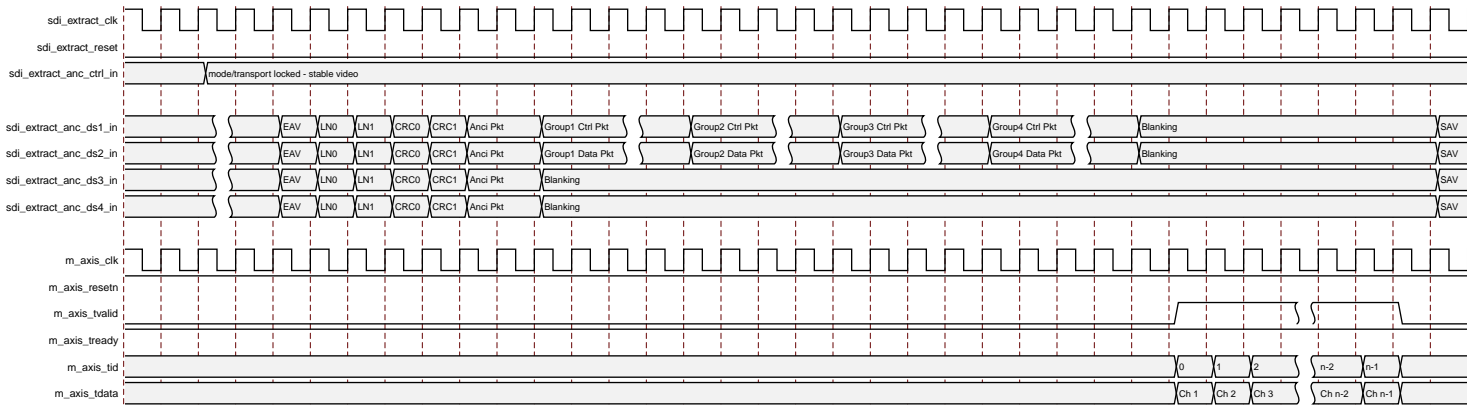 sdi_extract_clk
sdi_extract_reset
sdi_extract_anc_ctrl_in mode/transport locked - stable video
sdi_extract_anc_ds1_in EAV LN0 LN1 CRC0 CRC1 Anci Pkt Group1 Ctrl Pkt Group2 Ctrl Pkt Group3 Ctrl Pkt Group4 Ctrl Pkt Blanking SAV
sdi_extract_anc_ds2_in EAV LN0 LN1 CRC0 CRC1 Anci Pkt Group1 Data Pkt Group2 Data Pkt Group3 Data Pkt Group4 Data Pkt Blanking SAV
sdi_extract_anc_ds3_in EAV LN0 LN1 CRC0 CRC1 Anci Pkt Blanking SAV
sdi_extract_anc_ds4_in EAV LN0 LN1 CRC0 CRC1 Anci Pkt Blanking SAV
m_axis_clk
m_axis_resetn
m_axis_tvalid
m_axis_tready
m_axis_tid 0 1 2 n-2 n-1
m_axis_tdata Ch 1 Ch 2 Ch 3 Ch n-2 Ch n-1